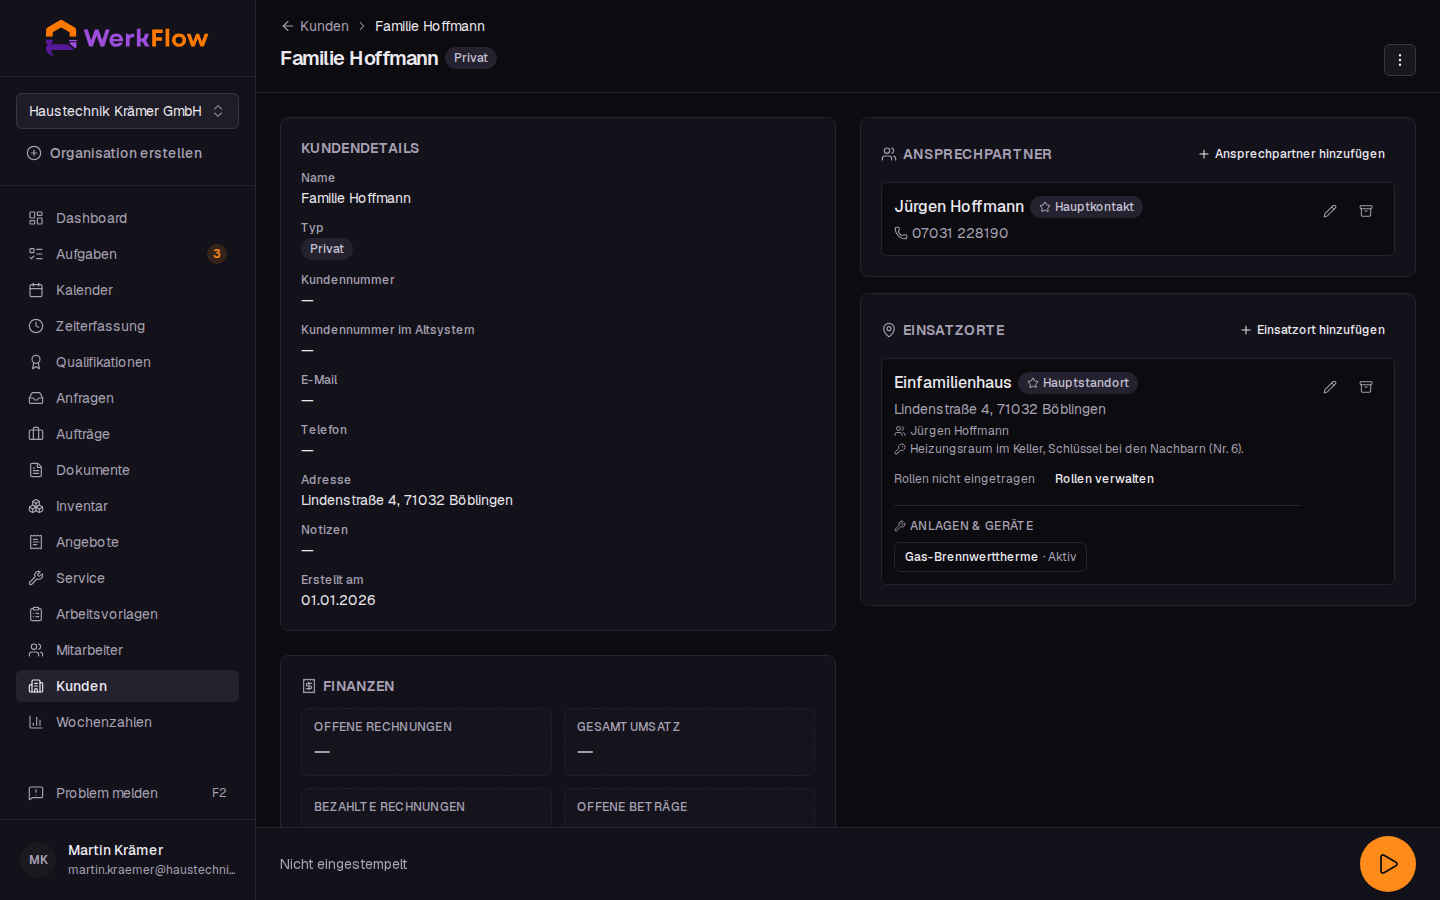 WerkFlow
Haustechnik Krämer GmbH
Organisation erstellen
Dashboard
Aufgaben 3
Kalender
Zeiterfassung
Qualifikationen
Anfragen
Aufträge
Dokumente
Inventar
Angebote
Service
Arbeitsvorlagen
Mitarbeiter
Kunden
Wochenzahlen
Problem melden F2
MK
Martin Krämer
martin.kraemer@haustechni...
Kunden Familie Hoffmann
Familie Hoffmann Privat
KUNDENDETAILS
Name
Familie Hoffmann
Typ
Privat
Kundennummer
—
Kundennummer im Altsystem
—
E-Mail
—
Telefon
—
Adresse
Lindenstraße 4, 71032 Böblingen
Notizen
—
Erstellt am
01.01.2026
FINANZEN
OFFENE RECHNUNGEN
—
GESAMTUMSATZ
—
BEZAHLTE RECHNUNGEN
OFFENE BETRÄGE
ANSPRECHPARTNER
Ansprechpartner hinzufügen
Jürgen Hoffmann Hauptkontakt
07031 228190
EINSATZORTE
Einsatzort hinzufügen
Einfamilienhaus Hauptstandort
Lindenstraße 4, 71032 Böblingen
Jürgen Hoffmann
Heizungsraum im Keller, Schlüssel bei den Nachbarn (Nr. 6).
Rollen nicht eingetragen Rollen verwalten
ANLAGEN & GERÄTE
Gas-Brennwerttherme · Aktiv
Nicht eingestempelt